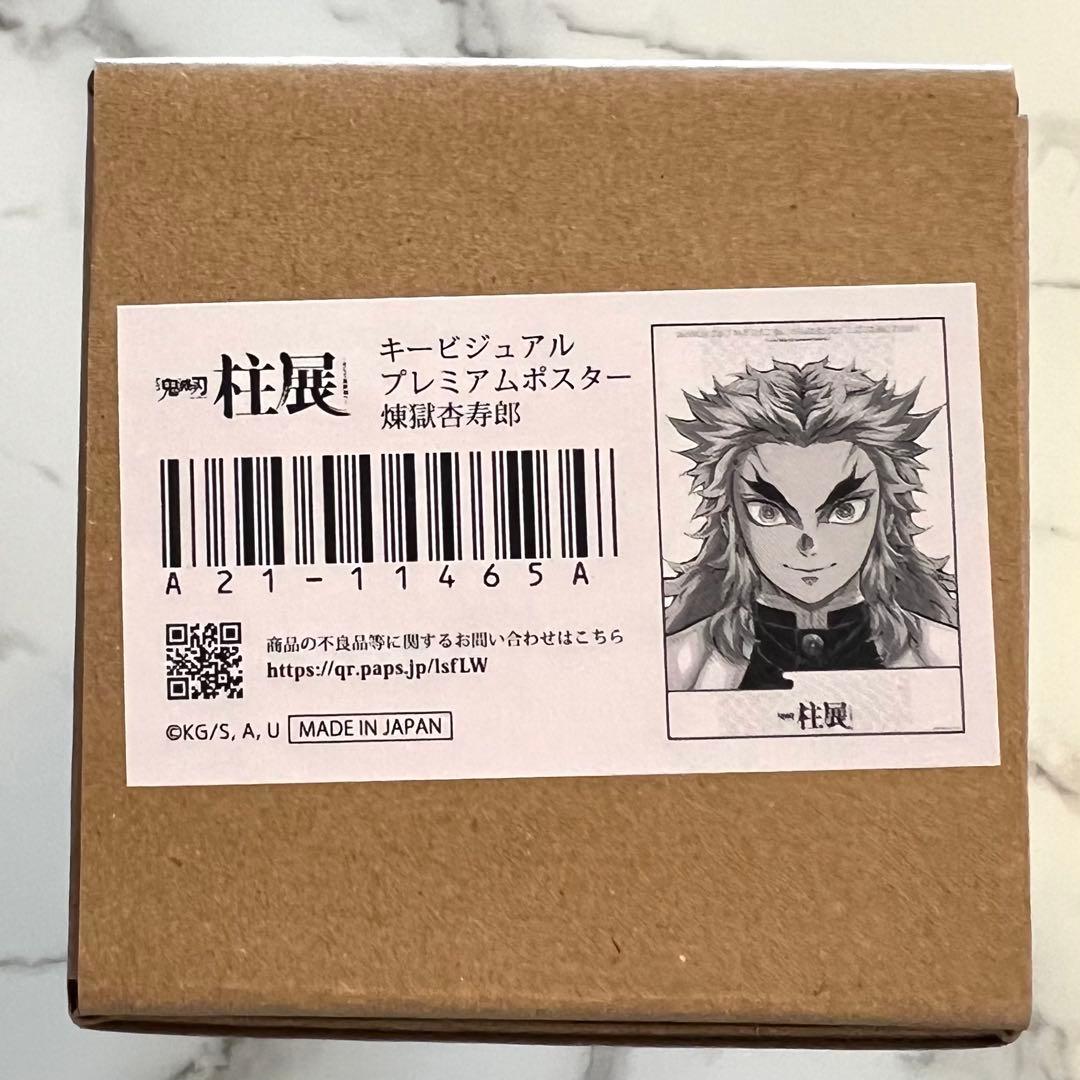 鬼滅の刃
柱展
キービジュアル
プレミアムポスター
煉獄杏寿郎
A21-11465A
商品の不良品等に関するお問い合わせはこちら
https://qr.paps.jp/lsfLW
©KG/S, A, U MADE IN JAPAN
柱展